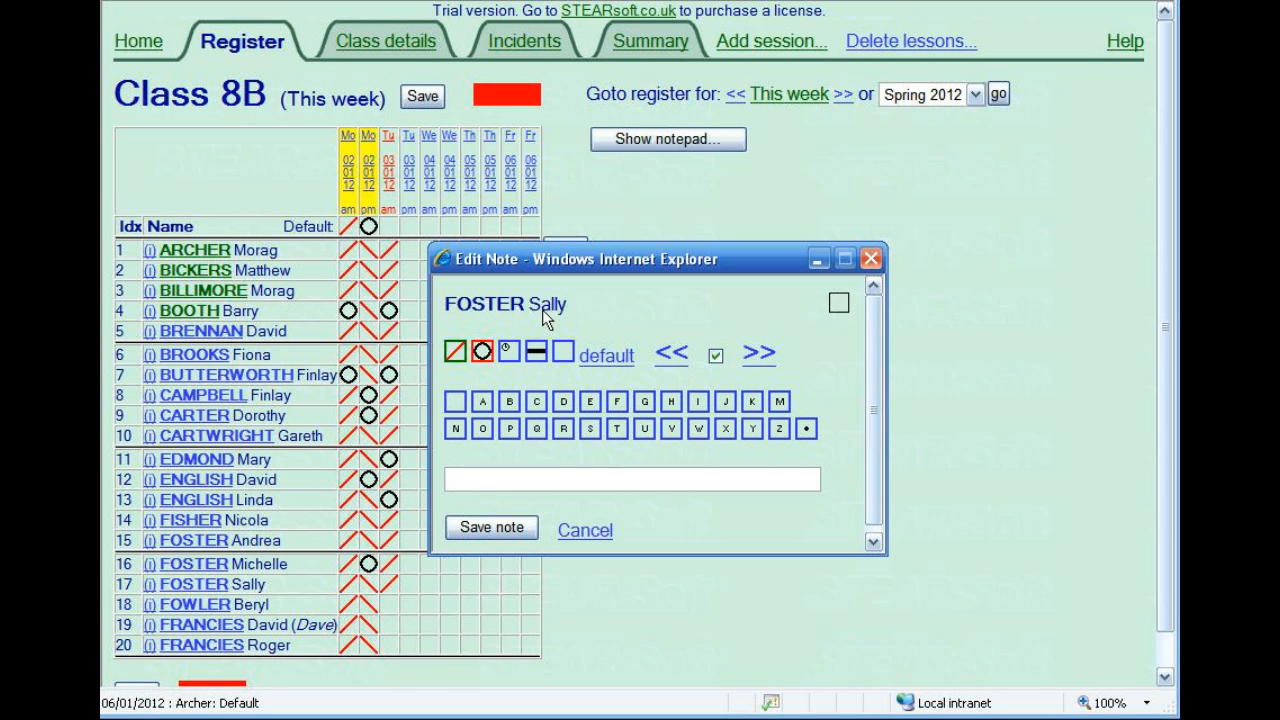 Trial version. Go to STEARsoft.co.uk to purchase a license.
Home Register Class details Incidents Summary Add session... Delete lessons... Help
Class 8B (This week) Save Goto register for: << This week >> or Spring 2012 go
Show notepad...
Mo Mo Tu Tu We We Th Th Fr Fr
02 02 03 03 04 04 05 05 06 06
01 01 01 01 01 01 01 01 01 01
12 12 12 12 12 12 12 12 12 12
am pm am pm am pm am pm am pm
Idx Name Default:
1 (i) ARCHER Morag
2 (i) BICKERS Matthew
3 (i) BILLIMORE Morag
4 (i) BOOTH Barry
5 (i) BRENNAN David
6 (i) BROOKS Fiona
7 (i) BUTTERWORTH Finlay
8 (i) CAMPBELL Finlay
9 (i) CARTER Dorothy
10 (i) CARTWRIGHT Gareth
11 (i) EDMOND Mary
12 (i) ENGLISH David
13 (i) ENGLISH Linda
14 (i) FISHER Nicola
15 (i) FOSTER Andrea
16 (i) FOSTER Michelle
17 (i) FOSTER Sally
18 (i) FOWLER Beryl
19 (i) FRANCIES David (Dave)
20 (i) FRANCIES Roger
Edit Note - Windows Internet Explorer
FOSTER Sally
default << >>
A B C D E F G H I J K M
N O P Q R S T U V W X Y Z •
Save note Cancel
06/01/2012 : Archer: Default Local intranet 100%